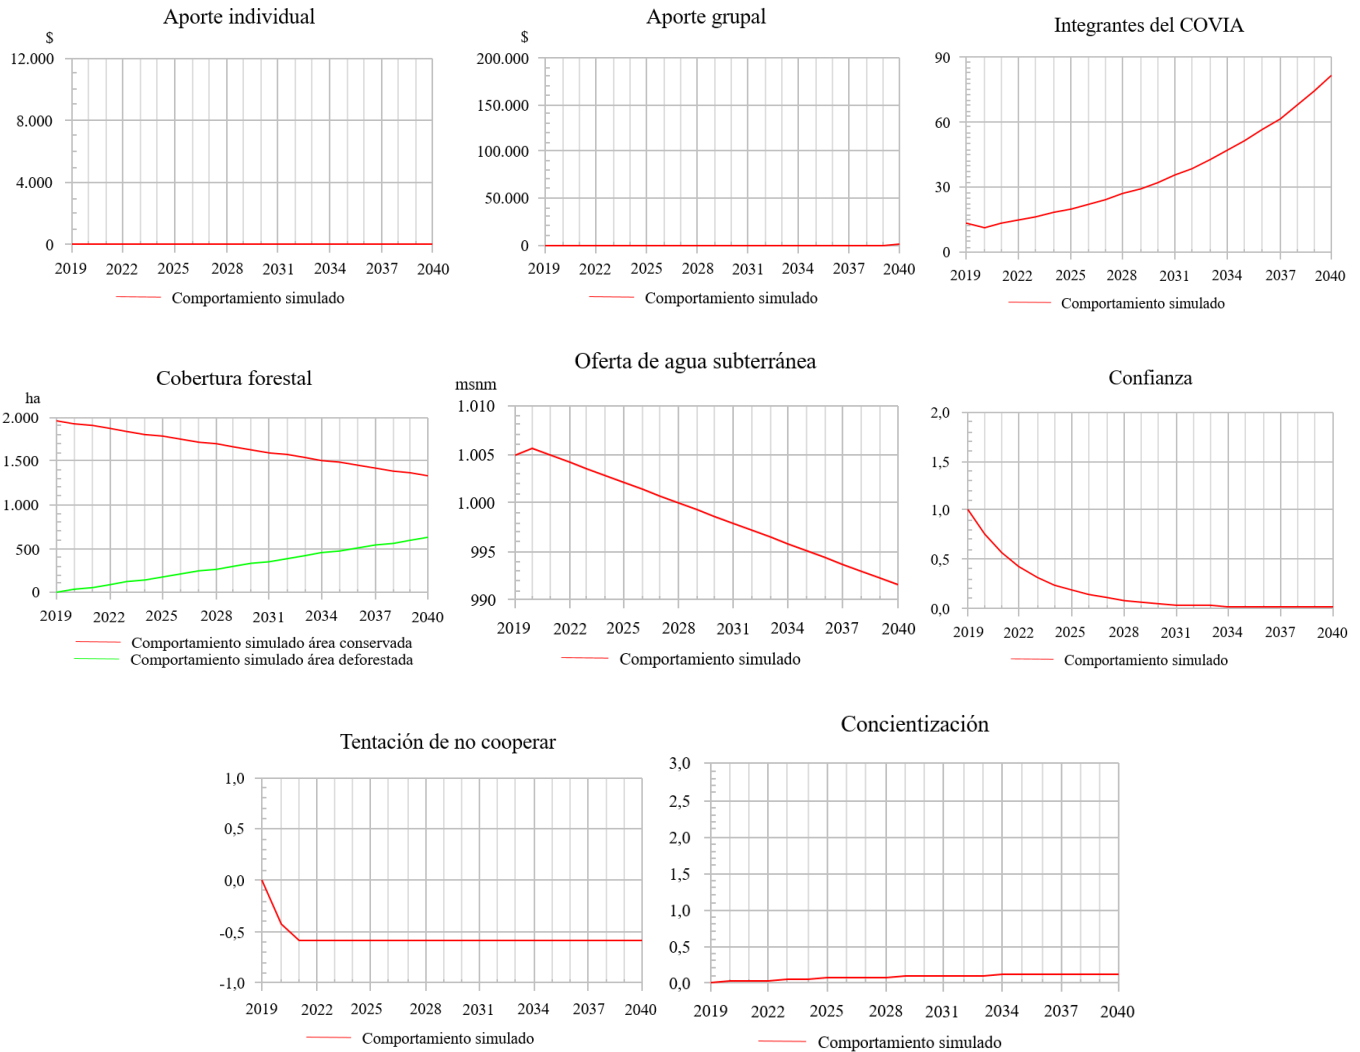 Aporte individual
$
12.000
8.000
4.000
0
2019 2022 2025 2028 2031 2034 2037 2040
Comportamiento simulado
Aporte grupal
$
200.000
150.000
100.000
50.000
0
2019 2022 2025 2028 2031 2034 2037 2040
Comportamiento simulado
Integrantes del COVIA
90
60
30
0
2019 2022 2025 2028 2031 2034 2037 2040
Comportamiento simulado
Cobertura forestal
ha
2.000
1.500
1.000
500
0
2019 2022 2025 2028 2031 2034 2037 2040
Comportamiento simulado área conservada
Comportamiento simulado área deforestada
Oferta de agua subterránea
msnm
1.010
1.005
1.000
995
990
2019 2022 2025 2028 2031 2034 2037 2040
Comportamiento simulado
Confianza
2,0
1,5
1,0
0,5
0,0
2019 2022 2025 2028 2031 2034 2037 2040
Comportamiento simulado
Tentación de no cooperar
1,0
0,5
0,0
-0,5
-1,0
2019 2022 2025 2028 2031 2034 2037 2040
Comportamiento simulado
Concientización
3,0
2,5
2,0
1,5
1,0
0,5
0,0
2019 2022 2025 2028 2031 2034 2037 2040
Comportamiento simulado